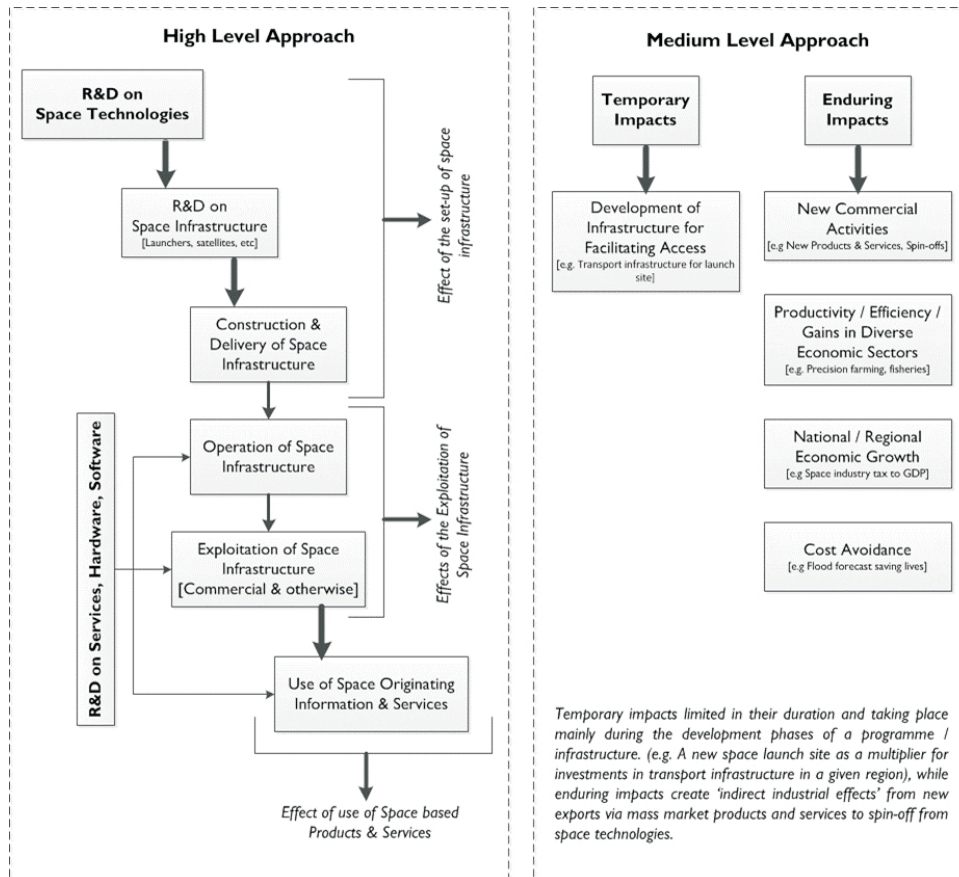 High Level Approach
R&D on
Space Technologies
R&D on
Space Infrastructure
[Launchers, satellites, etc]
Construction &
Delivery of Space
Infrastructure
Effect of the set-up of space
infrastructure
R&D on Services, Hardware, Software
Operation of Space
Infrastructure
Exploitation of Space
Infrastructure
[Commercial & otherwise]
Effects of the Exploitation of
Space Infrastructure
Use of Space Originating
Information & Services
Effect of use of Space based
Products & Services
Medium Level Approach
Temporary
Impacts
Development of
Infrastructure for
Facilitating Access
[e.g. Transport infrastructure for launch
site]
Enduring
Impacts
New Commercial
Activities
[e.g New Products & Services, Spin-offs]
Productivity / Efficiency /
Gains in Diverse
Economic Sectors
[e.g. Precision farming, fisheries]
National / Regional
Economic Growth
[e.g Space industry tax to GDP]
Cost Avoidance
[e.g Flood forecast saving lives]
Temporary impacts limited in their duration and taking place
mainly during the development phases of a programme /
infrastructure. (e.g. A new space launch site as a multiplier for
investments in transport infrastructure in a given region), while
enduring impacts create ‘indirect industrial effects’ from new
exports via mass market products and services to spin-off from
space technologies.